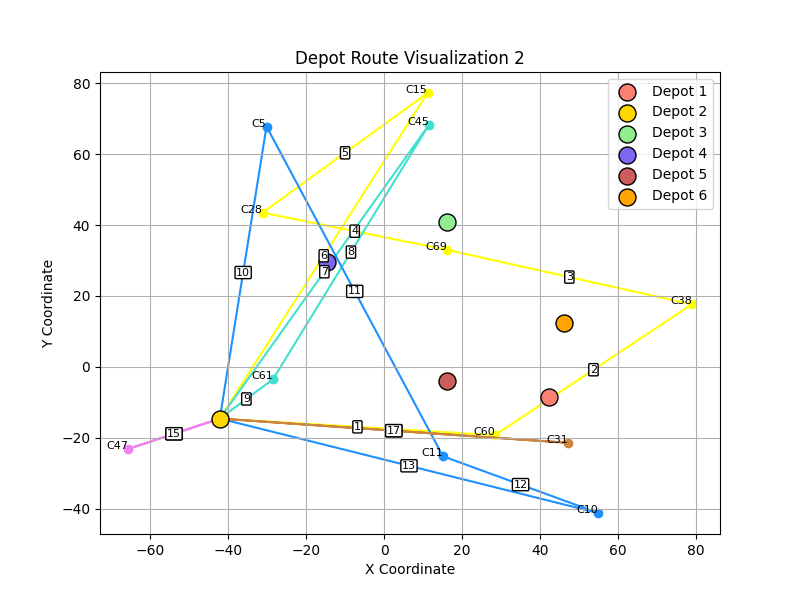 Depot Route Visualization 2
Depot 1
Depot 2
Depot 3
Depot 4
Depot 5
Depot 6
Y Coordinate
80
60
40
20
0
−20
−40
C15
C5
C45
5
C28
4
C69
8
6
7
10
3
11
C38
C61
2
9
1
17
C60
C31
15
C47
C11
13
12
C10
−60
−40
−20
0
20
40
60
80
X Coordinate